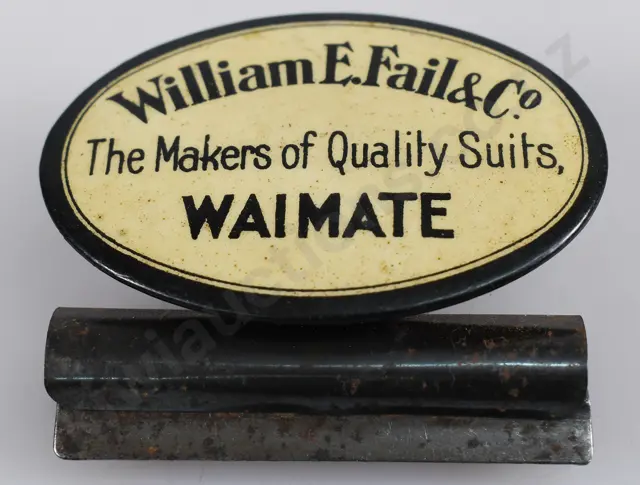 William E. Fail & Co.
The Makers of Quality Suits,
WAIMATE